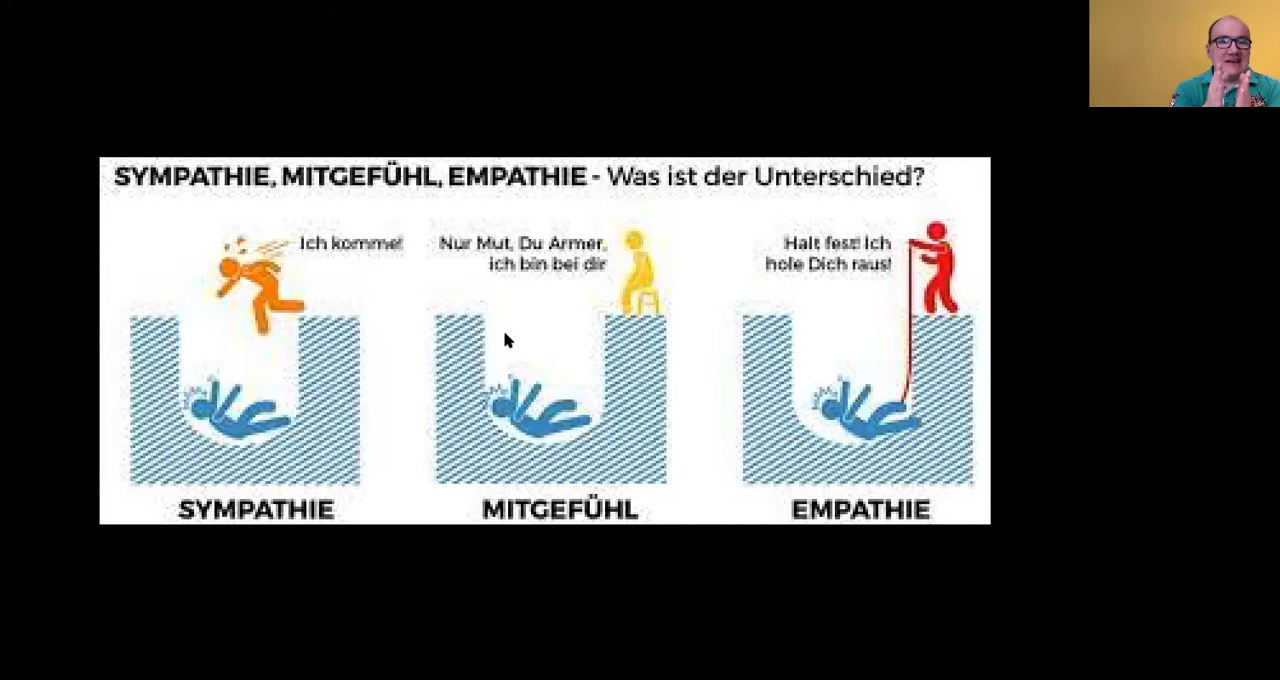 SYMPATHIE, MITGEFÜHL, EMPATHIE - Was ist der Unterschied?
Ich komme!
Nur Mut, Du Armer,
ich bin bei dir
Halt fest! Ich
hole Dich raus!
SYMPATHIE
MITGEFÜHL
EMPATHIE